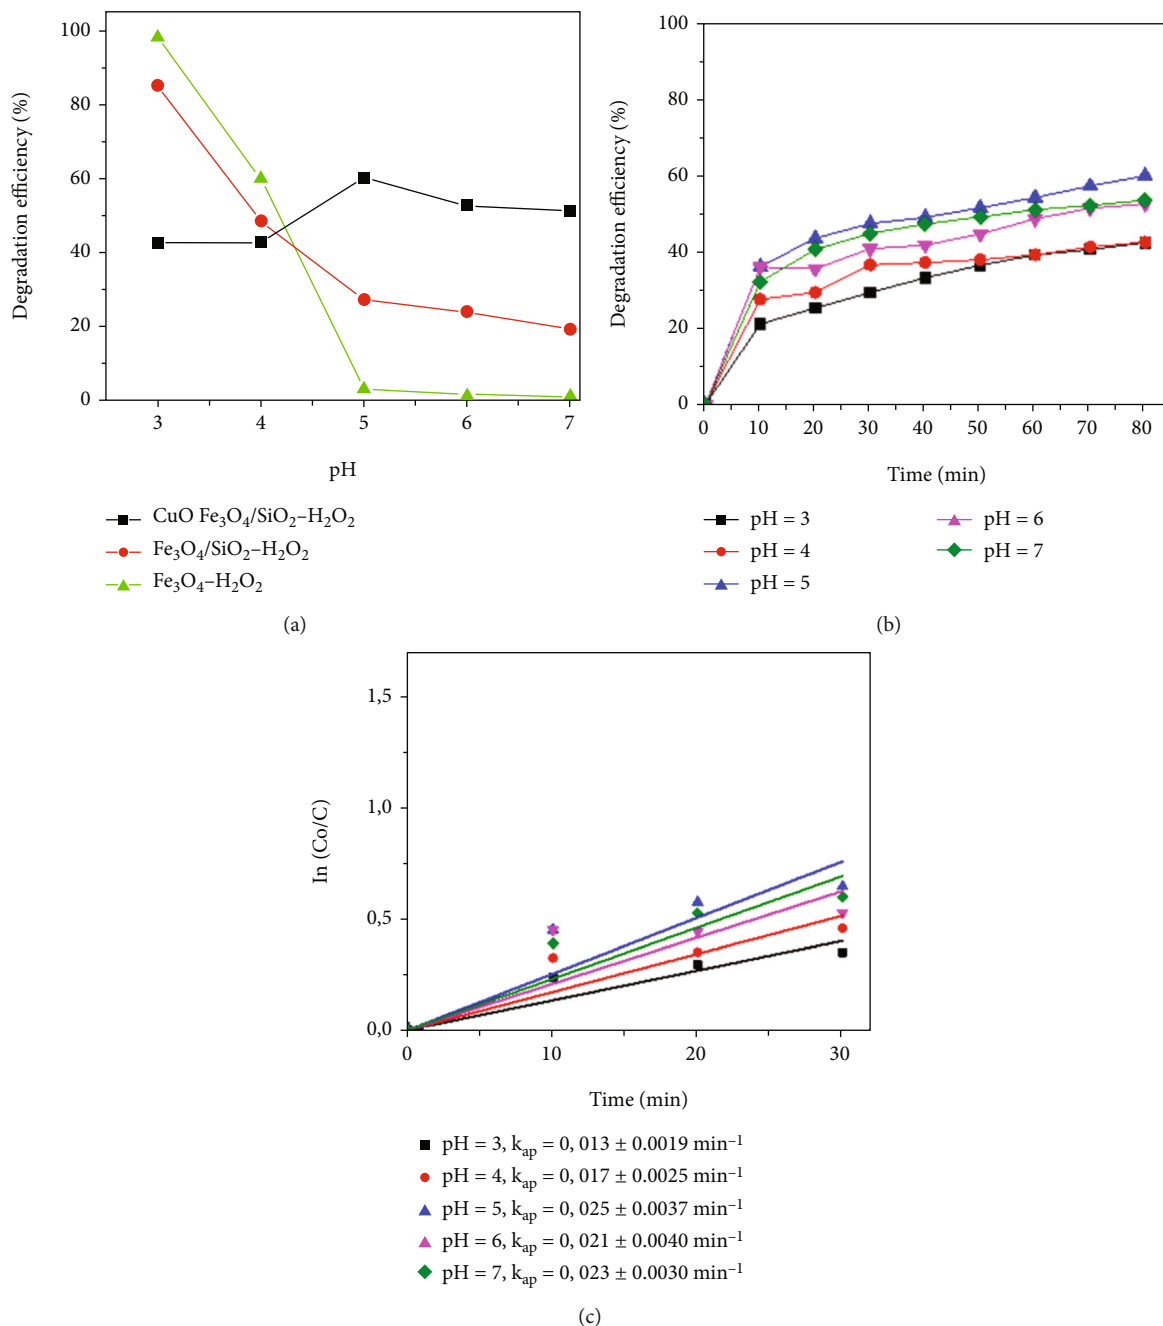 100
80
60
40
20
0
Degradation efficiency (%)
3 4 5 6 7
pH
CuO Fe₃O₄/SiO₂–H₂O₂
Fe₃O₄/SiO₂–H₂O₂
Fe₃O₄–H₂O₂
(a)
100
80
60
40
20
0
Degradation efficiency (%)
0 10 20 30 40 50 60 70 80
Time (min)
pH = 3
pH = 4
pH = 5
pH = 6
pH = 7
(b)
1,5
1,0
0,5
0,0
In (Co/C)
0 10 20 30
Time (min)
pH = 3, kₐₚ = 0, 013 ± 0.0019 min⁻¹
pH = 4, kₐₚ = 0, 017 ± 0.0025 min⁻¹
pH = 5, kₐₚ = 0, 025 ± 0.0037 min⁻¹
pH = 6, kₐₚ = 0, 021 ± 0.0040 min⁻¹
pH = 7, kₐₚ = 0, 023 ± 0.0030 min⁻¹
(c)